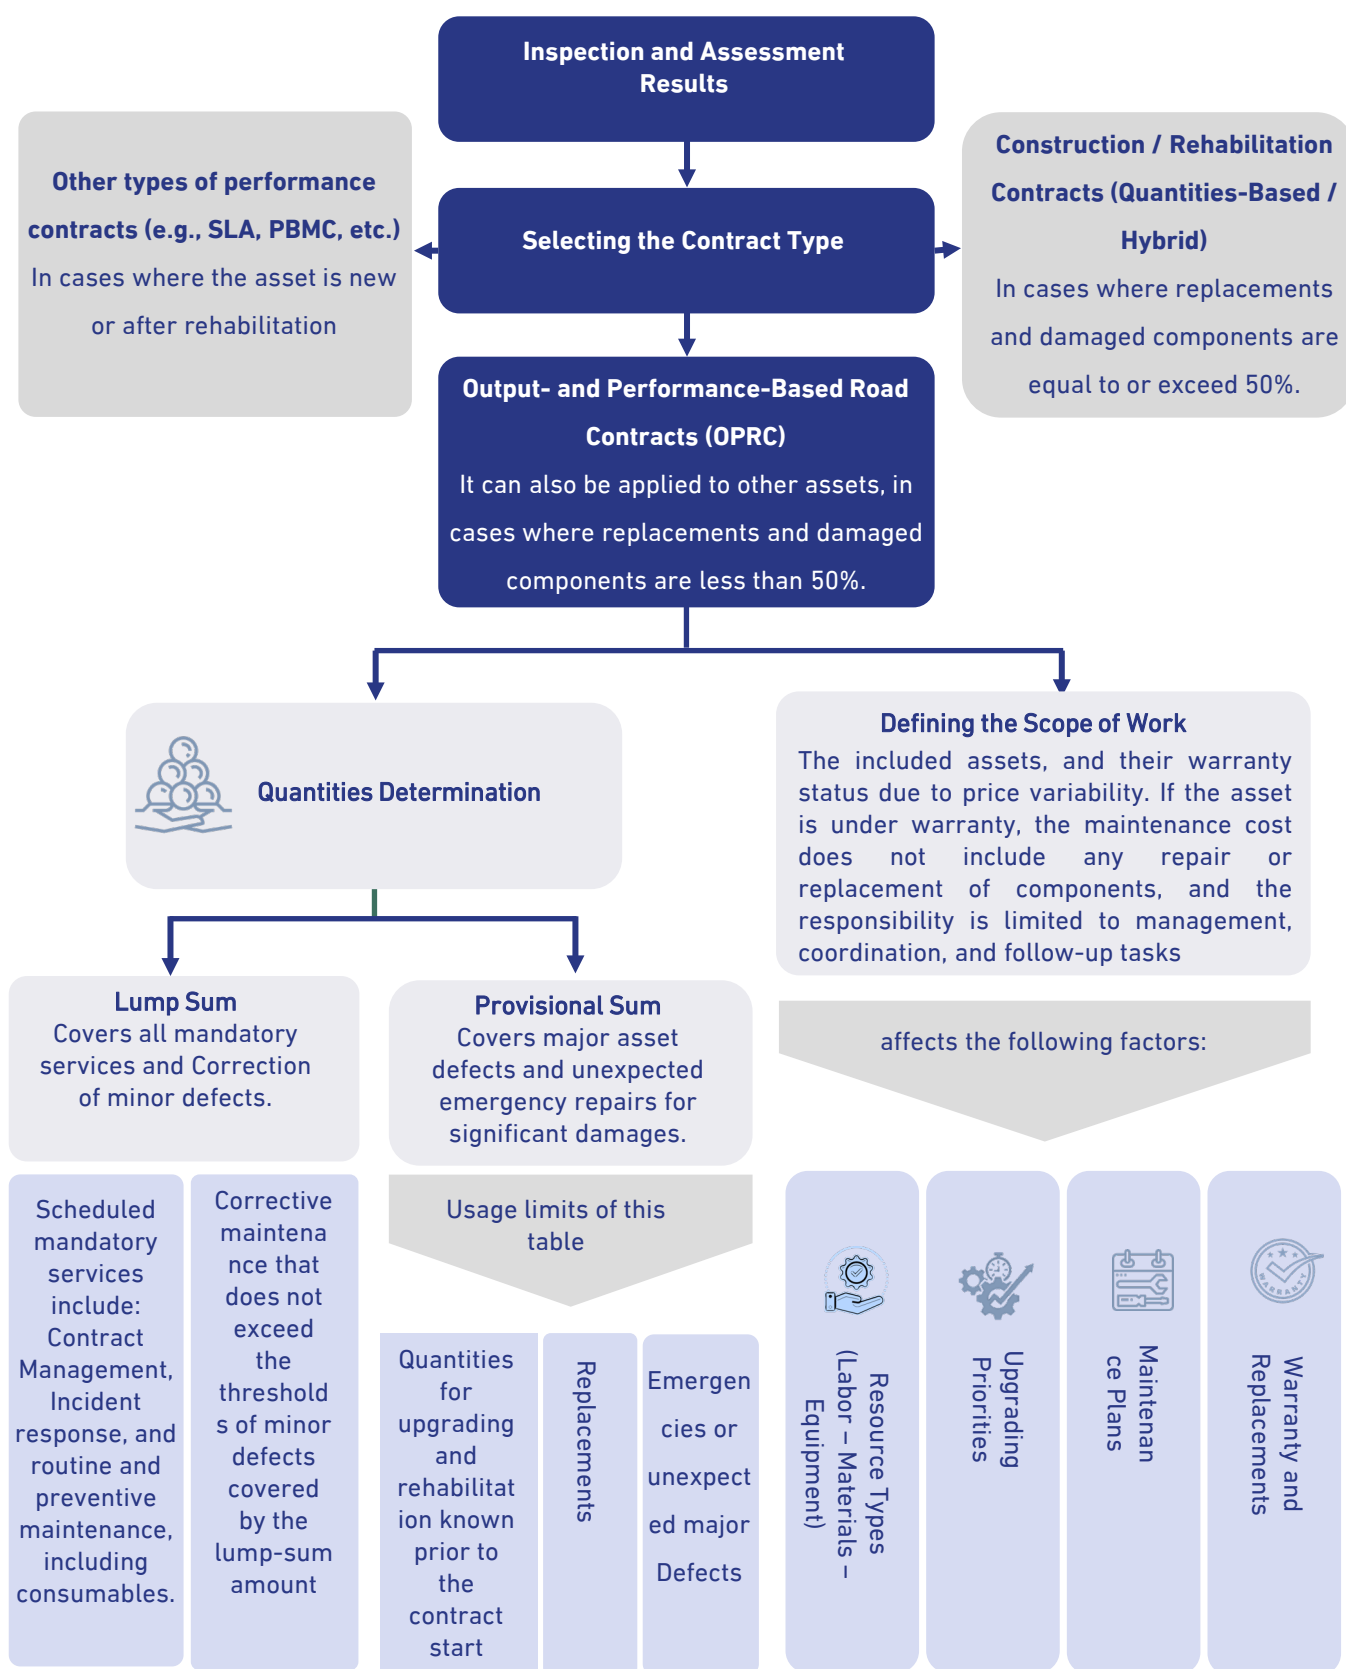 Inspection and Assessment
Results
Other types of performance
contracts (e.g., SLA, PBMC, etc.)
In cases where the asset is new
or after rehabilitation
Selecting the Contract Type
Construction / Rehabilitation
Contracts (Quantities-Based /
Hybrid)
In cases where replacements
and damaged components are
equal to or exceed 50%.
Output- and Performance-Based Road
Contracts (OPRC)
It can also be applied to other assets, in
cases where replacements and damaged
components are less than 50%.
Quantities Determination
Defining the Scope of Work
The included assets, and their warranty
status due to price variability. If the asset
is under warranty, the maintenance cost
does not include any repair or
replacement of components, and the
responsibility is limited to management,
coordination, and follow-up tasks
Lump Sum
Covers all mandatory
services and Correction
of minor defects.
Provisional Sum
Covers major asset
defects and unexpected
emergency repairs for
significant damages.
affects the following factors:
Scheduled
mandatory
services
include:
Contract
Management,
Incident
response, and
routine and
preventive
maintenance,
including
consumables.
Corrective
maintena
nce that
does not
exceed
the
threshold
s of minor
defects
covered
by the
lump-sum
amount
Usage limits of this
table
Quantities
for
upgrading
and
rehabilitat
ion known
prior to
the
contract
start
Replacements
Emergen
cies or
unexpect
ed major
Defects
Resource Types
(Labor – Materials –
Equipment)
Upgrading
Priorities
Maintenan
ce Plans
WARRANTY
Warranty and
Replacements